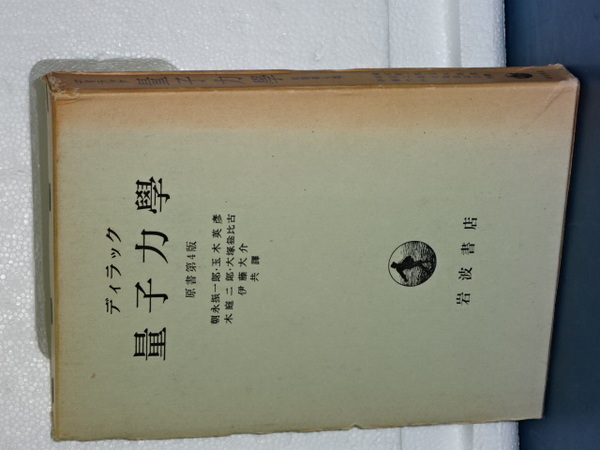 ディラック
量子力學
原書第4版
朝永振一郎・玉木英彦
木庭二郎・大塚益比古
伊藤大介
共譯
岩波書店